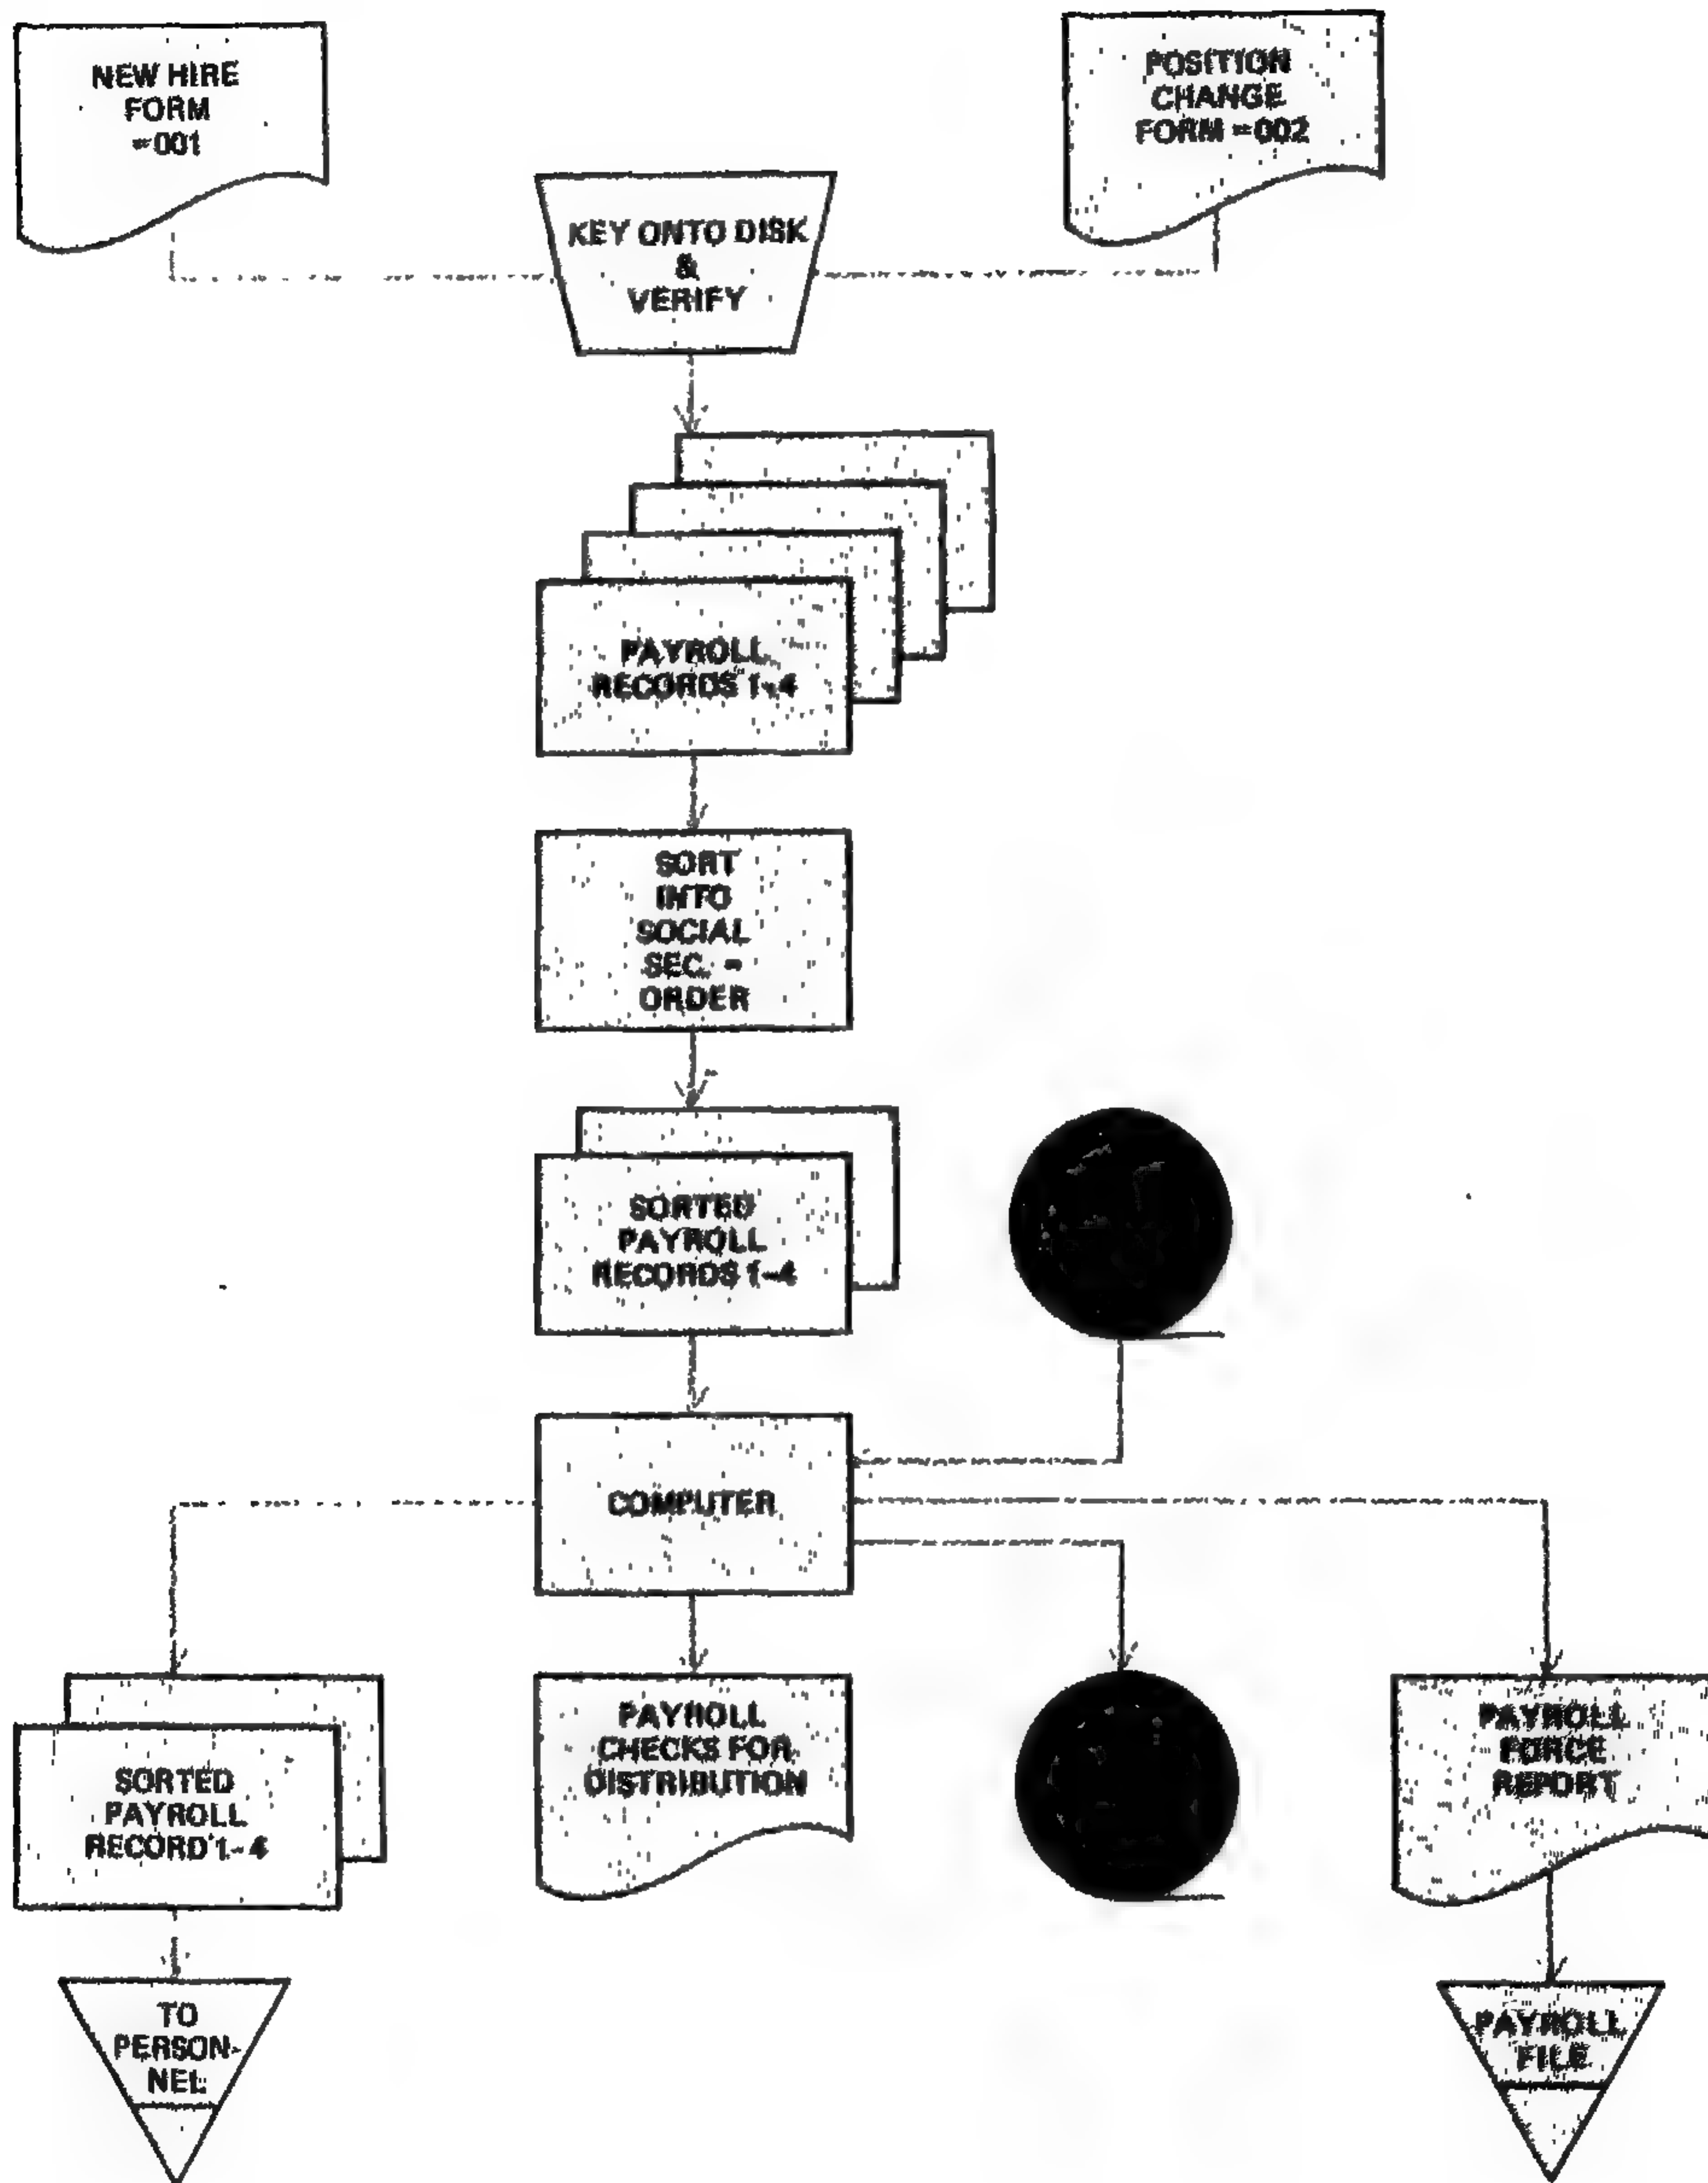 NEW HIRE
FORM
=001
POSITION
CHANGE
FORM =002
KEY ONTO DISK
&
VERIFY
PAYROLL
RECORDS 1-4
SORT
INTO
SOCIAL
SEC. =
ORDER
SORTED
PAYROLL
RECORDS 1-4
COMPUTER
SORTED
PAYROLL
RECORD 1-4
PAYROLL
CHECKS FOR
DISTRIBUTION
PAYROLL
FORCE
REPORT
TO
PERSON-
NEL
PAYROLL
FILE